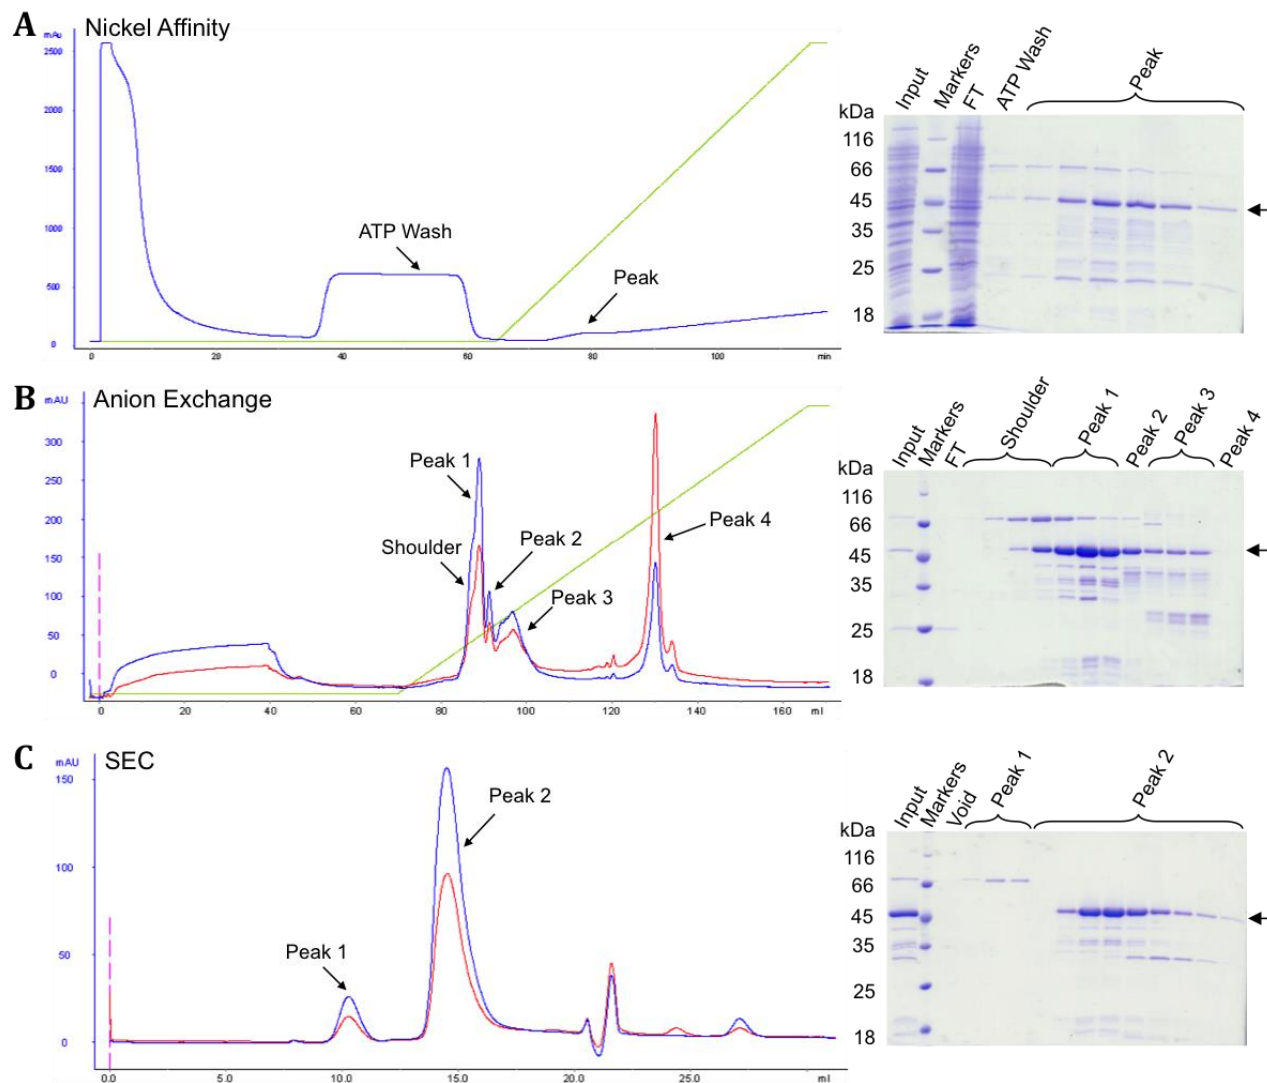 A Nickel Affinity
mAu
2500
2000
1500
1000
500
0
ATP Wash
Peak
0 20 40 60 80 100 min
Input Markers FT ATP Wash Peak
kDa
116
66
45
35
25
18
B Anion Exchange
mAU
300
250
200
150
100
50
0
Peak 1
Shoulder
Peak 2
Peak 3
Peak 4
0 20 40 60 80 100 120 140 160 ml
Input Markers FT Shoulder Peak 1 Peak 2 Peak 3 Peak 4
kDa
116
66
45
35
25
18
C SEC
mAU
150
100
50
0
Peak 1
Peak 2
0.0 5.0 10.0 15.0 20.0 25.0 ml
Input Markers Void Peak 1 Peak 2
kDa
116
66
45
35
25
18